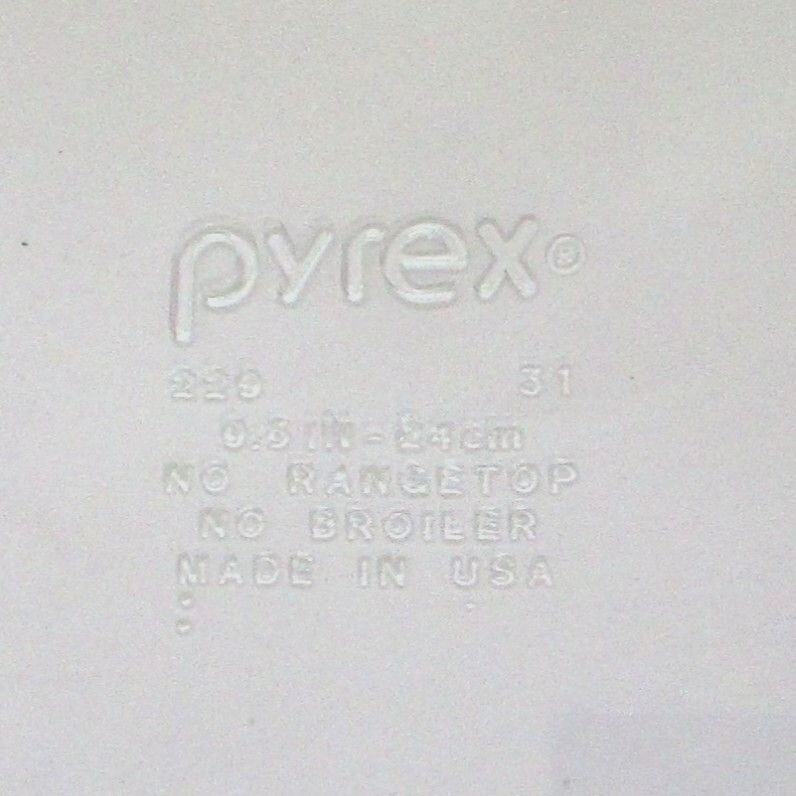 pyrex®
229 31
9.5 IN - 24cm
NO RANGETOP
NO BROILER
MADE IN USA